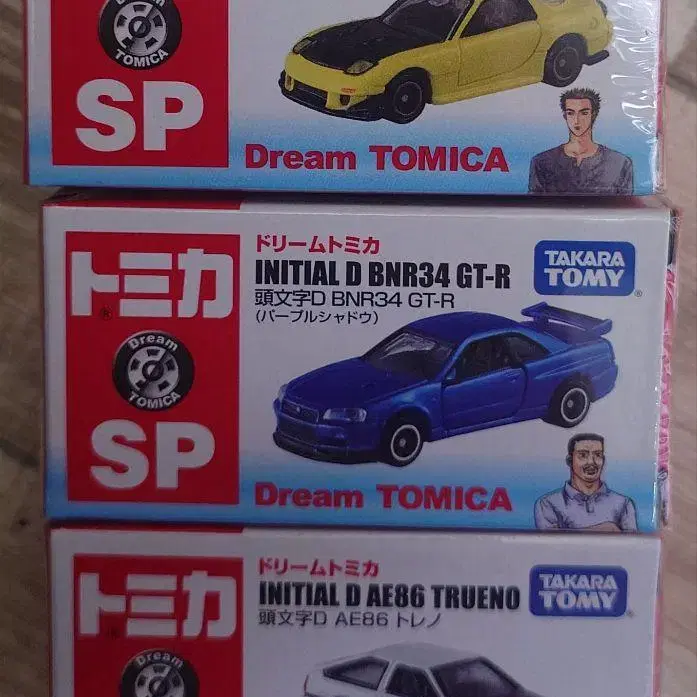 Dream
TOMICA
SP
Dream TOMICA
トミカ
®
Dream
TOMICA
SP
ドリームトミカ
INITIAL D BNR34 GT-R
頭文字D BNR34 GT-R
(パープルシャドウ)
TAKARA
TOMY
®
Dream TOMICA
トミカ
®
Dream
ドリームトミカ
INITIAL D AE86 TRUENO
頭文字D AE86 トレノ
TAKARA
TOMY
®